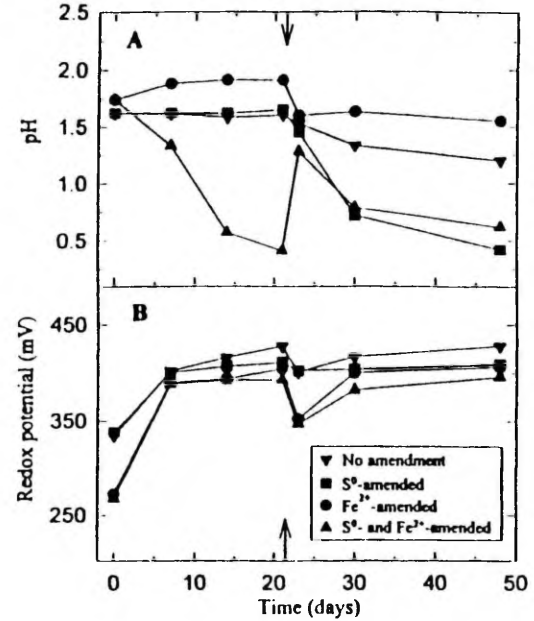 2.5
A
2.0
1.5
1.0
0.5
pH
B
450
350
250
Redox potential (mV)
No amendment
S⁰-amended
Fe²⁺-amended
S⁰- and Fe²⁺-amended
0 10 20 30 40 50
Time (days)